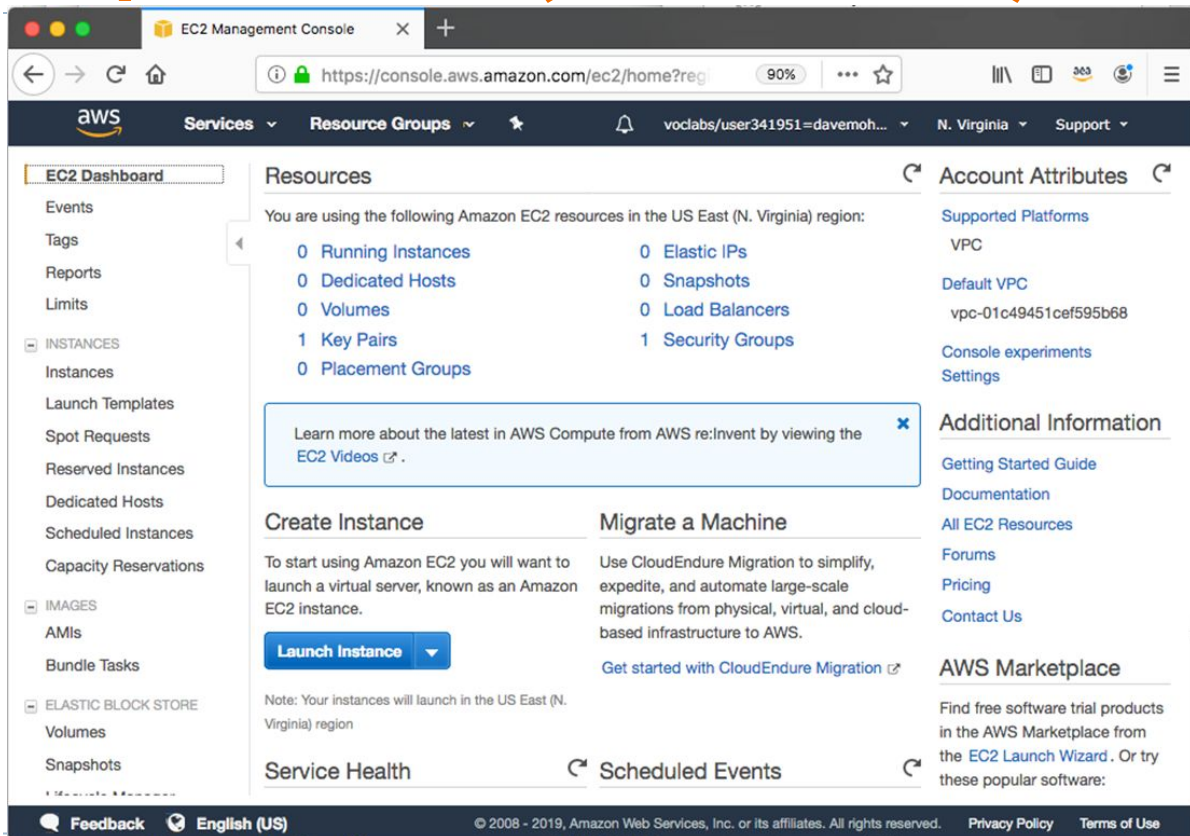 EC2 Management Console
https://console.aws.amazon.com/ec2/home?reg
90%
aws
Services
Resource Groups
voclabs/user341951=davemoh...
N. Virginia
Support
EC2 Dashboard
Events
Tags
Reports
Limits
INSTANCES
Instances
Launch Templates
Spot Requests
Reserved Instances
Dedicated Hosts
Scheduled Instances
Capacity Reservations
IMAGES
AMIs
Bundle Tasks
ELASTIC BLOCK STORE
Volumes
Snapshots
Resources
You are using the following Amazon EC2 resources in the US East (N. Virginia) region:
0 Running Instances
0 Dedicated Hosts
0 Volumes
1 Key Pairs
0 Placement Groups
0 Elastic IPs
0 Snapshots
0 Load Balancers
1 Security Groups
Learn more about the latest in AWS Compute from AWS re:Invent by viewing the
EC2 Videos .
Create Instance
To start using Amazon EC2 you will want to
launch a virtual server, known as an Amazon
EC2 instance.
Launch Instance
Note: Your instances will launch in the US East (N.
Virginia) region
Migrate a Machine
Use CloudEndure Migration to simplify,
expedite, and automate large-scale
migrations from physical, virtual, and cloud-
based infrastructure to AWS.
Get started with CloudEndure Migration
Service Health
Scheduled Events
Account Attributes
Supported Platforms
VPC
Default VPC
vpc-01c49451cef595b68
Console experiments
Settings
Additional Information
Getting Started Guide
Documentation
All EC2 Resources
Forums
Pricing
Contact Us
AWS Marketplace
Find free software trial products
in the AWS Marketplace from
the EC2 Launch Wizard. Or try
these popular software:
Feedback
English (US)
© 2008 - 2019, Amazon Web Services, Inc. or its affiliates. All rights reserved.
Privacy Policy
Terms of Use